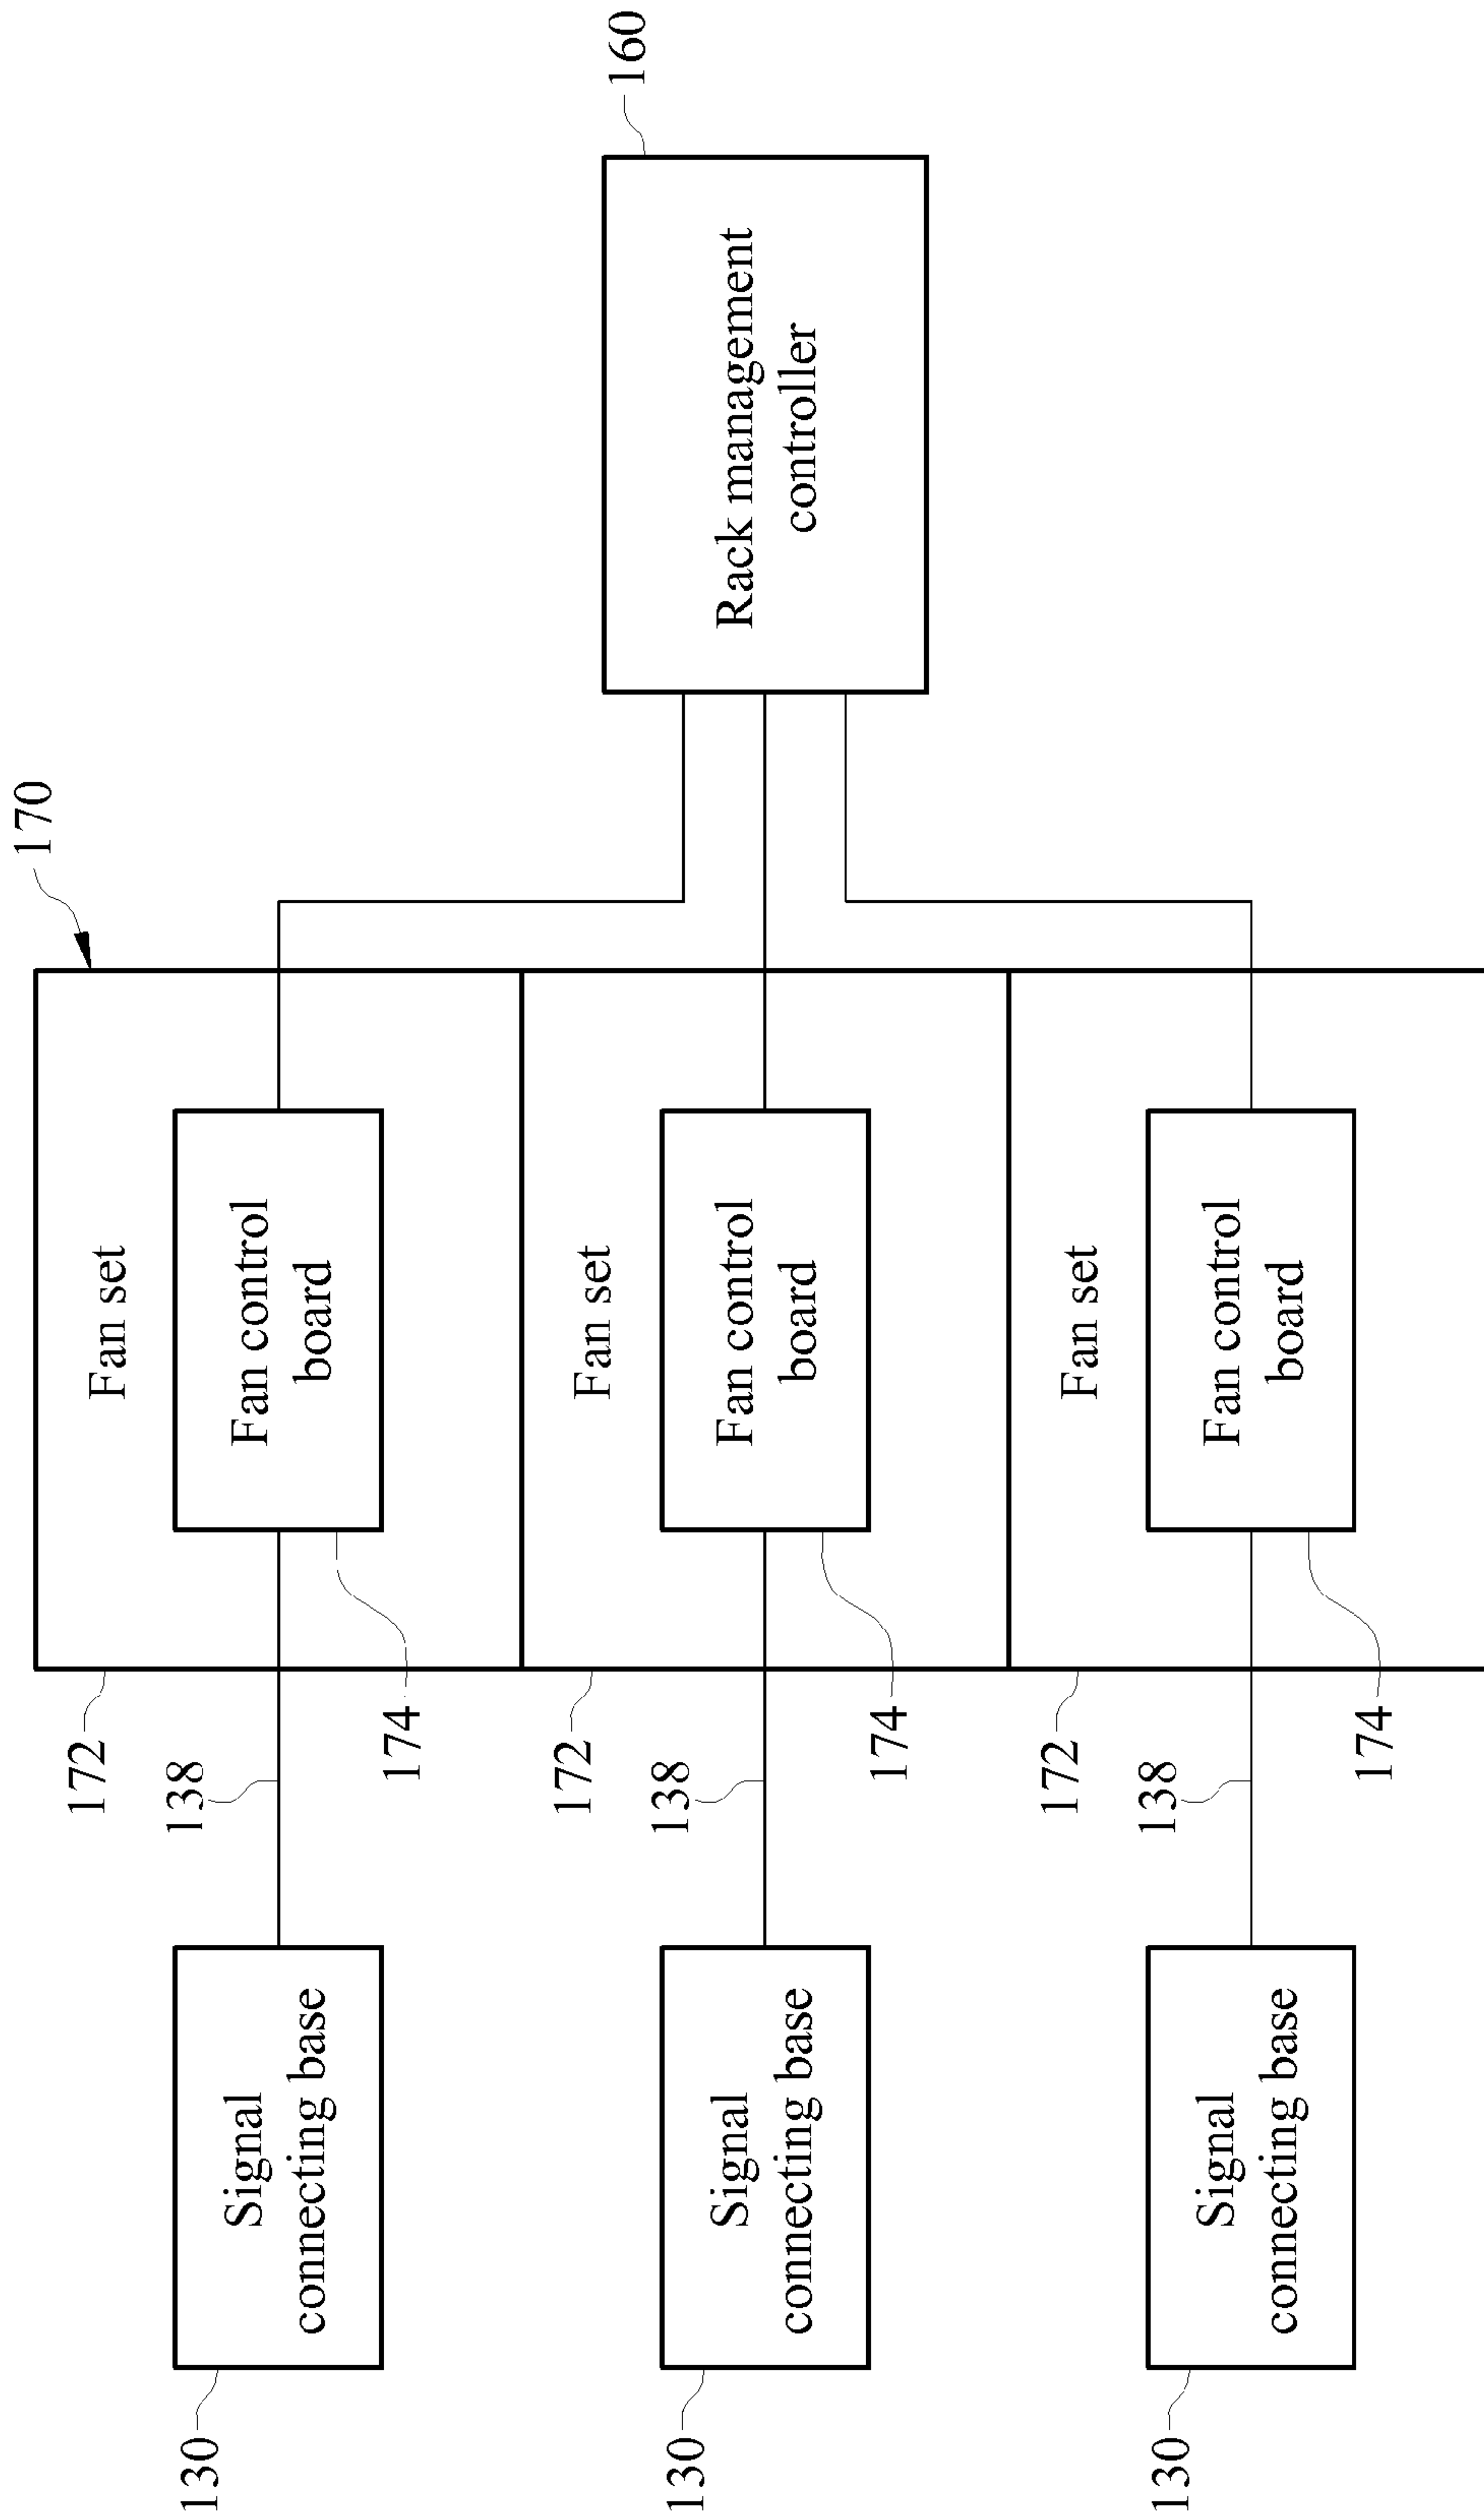 170
160
172
Fan set
138
130
Signal
connecting base
Fan control
board
174
172
Fan set
138
130
Signal
connecting base
Fan control
board
174
Rack management
controller
172
Fan set
138
130
Signal
connecting base
Fan control
board
174